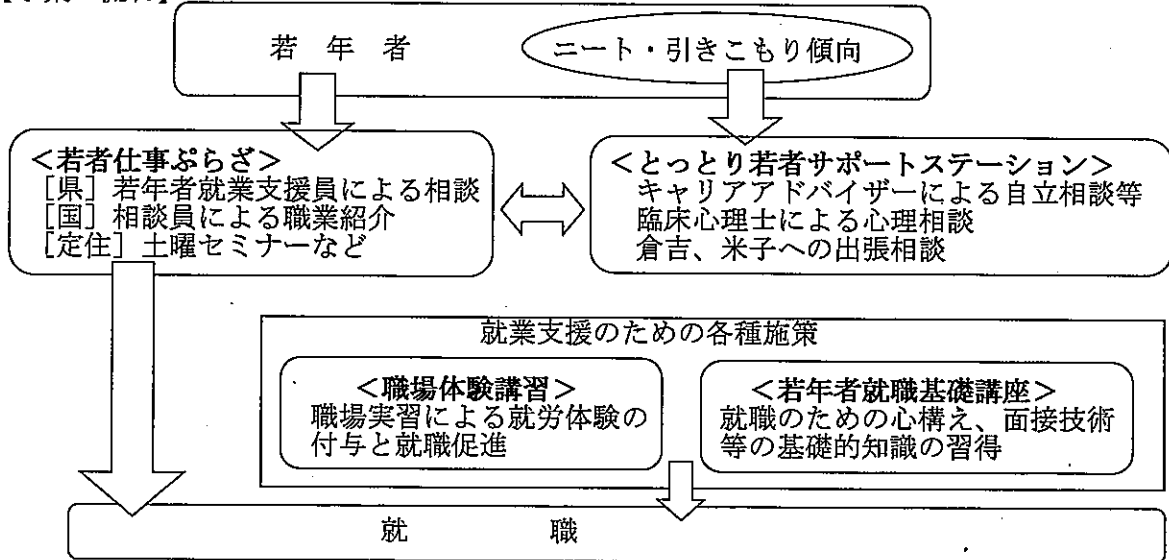 若年者
ニート・引きこもり傾向
<若者仕事ぷらざ>
[県] 若年者就業支援員による相談
[国] 相談員による職業紹介
[定住] 土曜セミナーなど
<とっとり若者サポートステーション>
キャリアアドバイザーによる自立相談等
臨床心理士による心理相談
倉吉、米子への出張相談
就業支援のための各種施策
<職場体験講習>
職場実習による就労体験の
付与と就職促進
<若年者就職基礎講座>
就職のための心構え、面接技術
等の基礎的知識の習得
就職